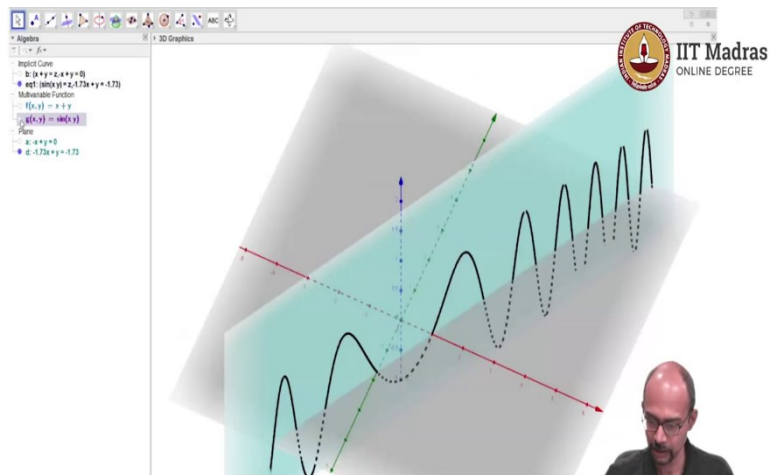 ABC
Algebra
3D Graphics
Implicit Curve
b: (x + y = z,-x + y = 0)
eq1: (sin(x y) = z,-1.73x + y = -1.73)
Multivariable Function
f(x, y) = x + y
g(x, y) = sin(x y)
Plane
a: -x + y = 0
d: -1.73x + y = -1.73
IIT Madras
ONLINE DEGREE